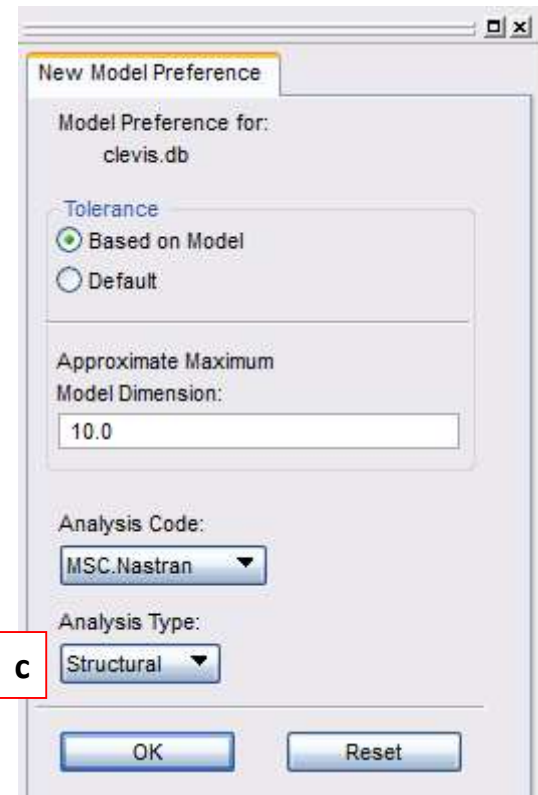 New Model Preference
Model Preference for:
clevis.db
Tolerance
Based on Model
Default
Approximate Maximum
Model Dimension:
10.0
Analysis Code:
MSC.Nastran
Analysis Type:
c
Structural
OK Reset